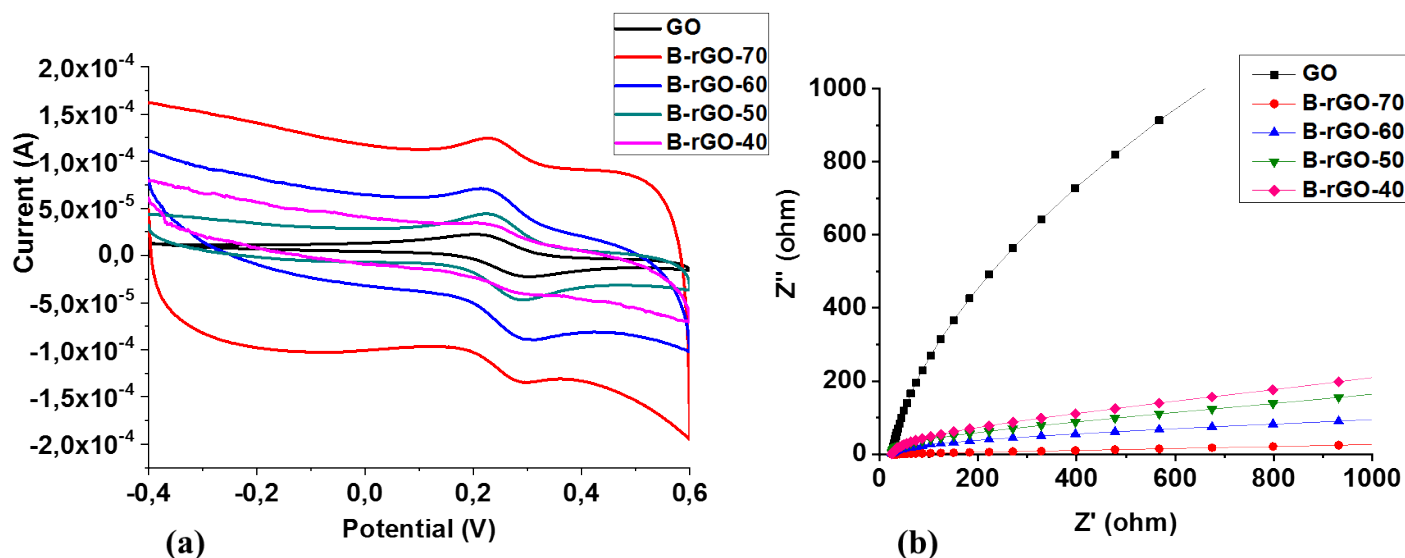 GO
B-rGO-70
B-rGO-60
B-rGO-50
B-rGO-40
2,0x10-4
1,5x10-4
1,0x10-4
5,0x10-5
0,0
-5,0x10-5
-1,0x10-4
-1,5x10-4
-2,0x10-4
Current (A)
-0,4 -0,2 0,0 0,2 0,4 0,6
Potential (V)
(a)
GO
B-rGO-70
B-rGO-60
B-rGO-50
B-rGO-40
1000
800
600
400
200
0
Z'' (ohm)
0 200 400 600 800 1000
Z' (ohm)
(b)